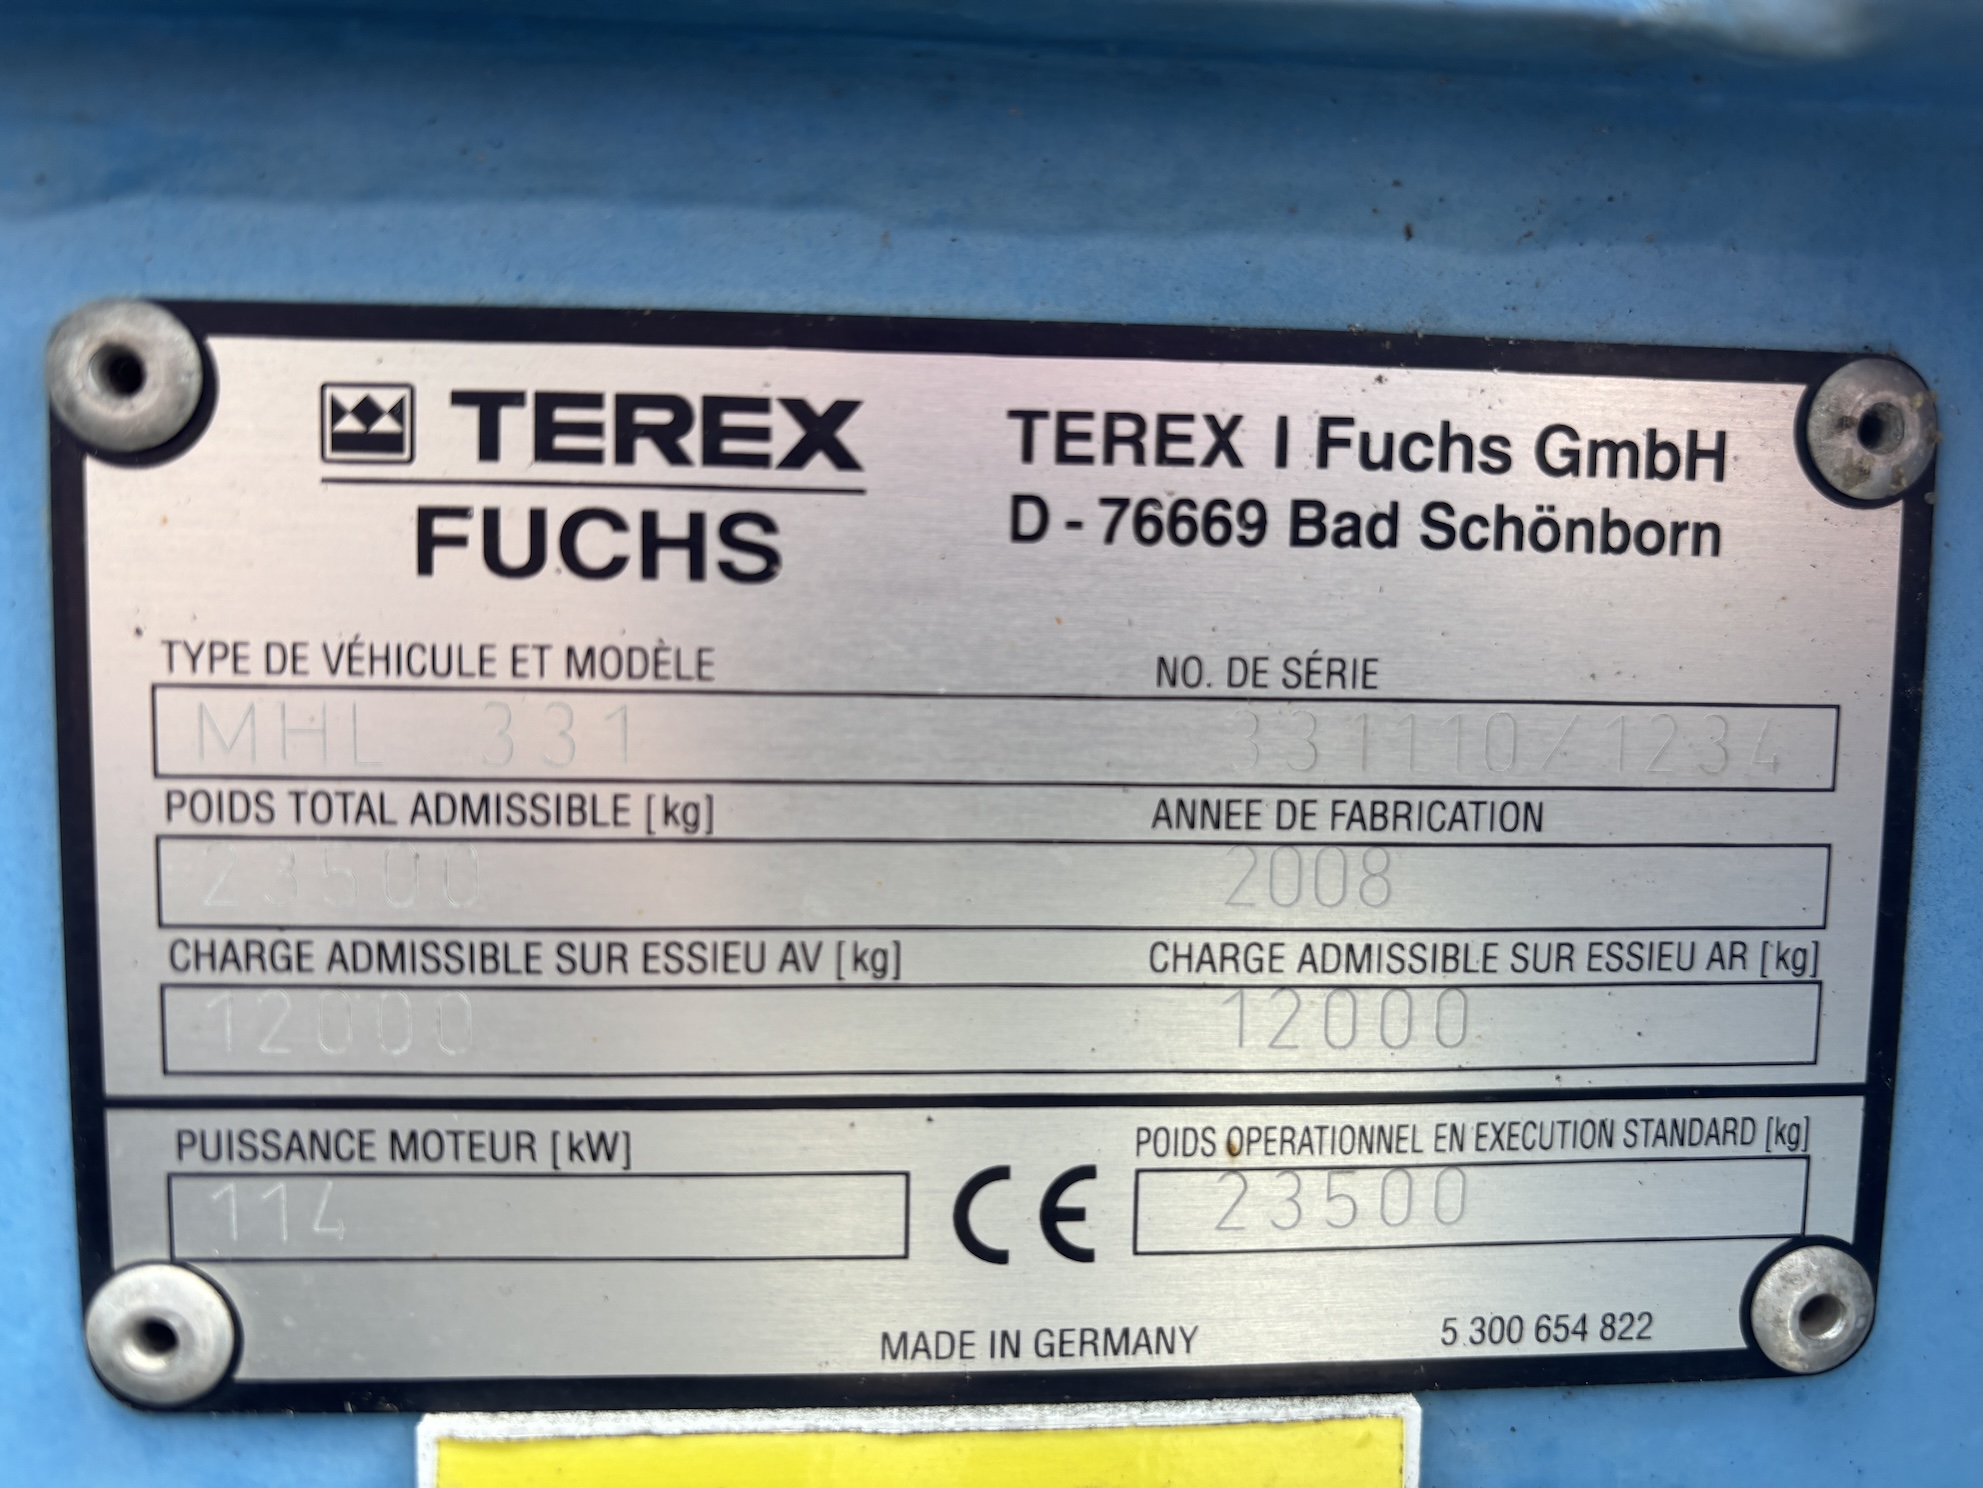 TEREX
FUCHS
TEREX | Fuchs GmbH
D - 76669 Bad Schönborn
TYPE DE VÉHICULE ET MODÈLE
NO. DE SÉRIE
MHL 331
331110/1234
POIDS TOTAL ADMISSIBLE [kg]
ANNEE DE FABRICATION
23500
2008
CHARGE ADMISSIBLE SUR ESSIEU AV [kg]
CHARGE ADMISSIBLE SUR ESSIEU AR [kg]
12000
12000
PUISSANCE MOTEUR [kW]
POIDS OPERATIONNEL EN EXECUTION STANDARD [kg]
114
CE
23500
MADE IN GERMANY
5.300 654 822